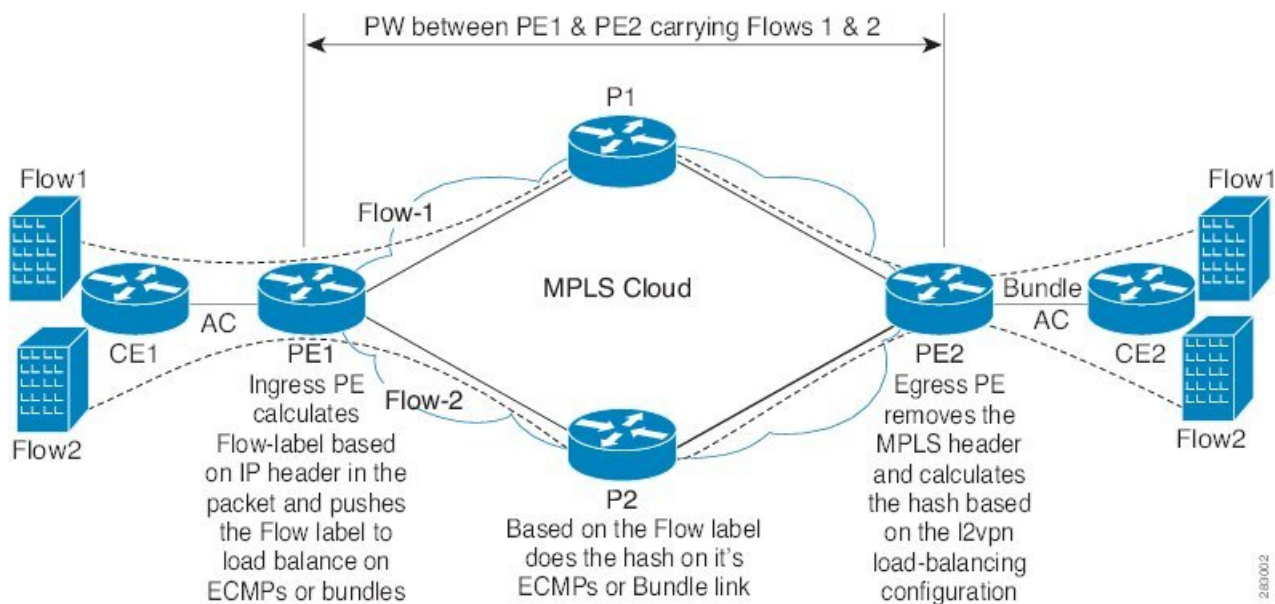 PW between PE1 & PE2 carrying Flows 1 & 2
P1
Flow1
Flow-1
Flow1
MPLS Cloud
Bundle
AC
AC
CE1
PE1
PE2
CE2
Flow2
Flow-2
Flow2
Ingress PE
calculates
Flow-label based
on IP header in the
packet and pushes
the Flow label to
load balance on
ECMPs or bundles
P2
Based on the Flow label
does the hash on it's
ECMPs or Bundle link
Egress PE
removes the
MPLS header
and calculates
the hash based
on the l2vpn
load-balancing
configuration
283002